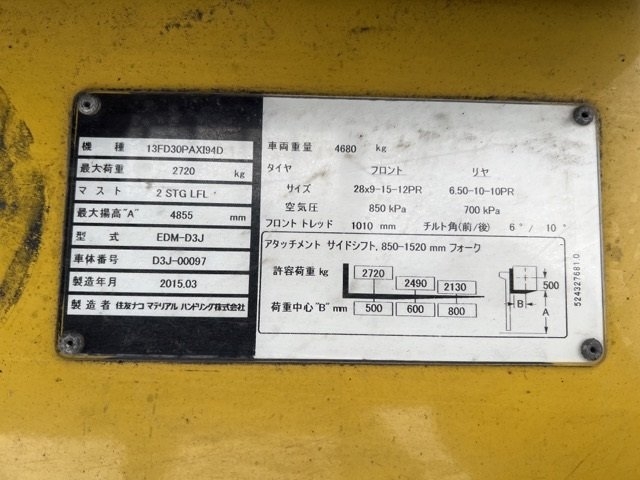 機 種 13FD30PAXI94D
最大荷重 2720 kg
マ ス ト 2 STG LFL
最大揚高"A" 4855 mm
型 式 EDM-D3J
車体番号 D3J-00097
製造年月 2015.03
製 造 者 住友ナコ マテリアル ハンドリング株式会社
車両重量 4680 kg
タイヤ フロント リヤ
サイズ 28x9-15-12PR 6.50-10-10PR
空気圧 850 kPa 700 kPa
フロント トレッド 1010 mm チルト角(前/後) 6°/ 10°
アタッチメント サイドシフト, 850-1520 mm フォーク
許容荷重 kg 2720 2490 2130
荷重中心 "B" mm 500 600 800
500
B
A
524327681 0